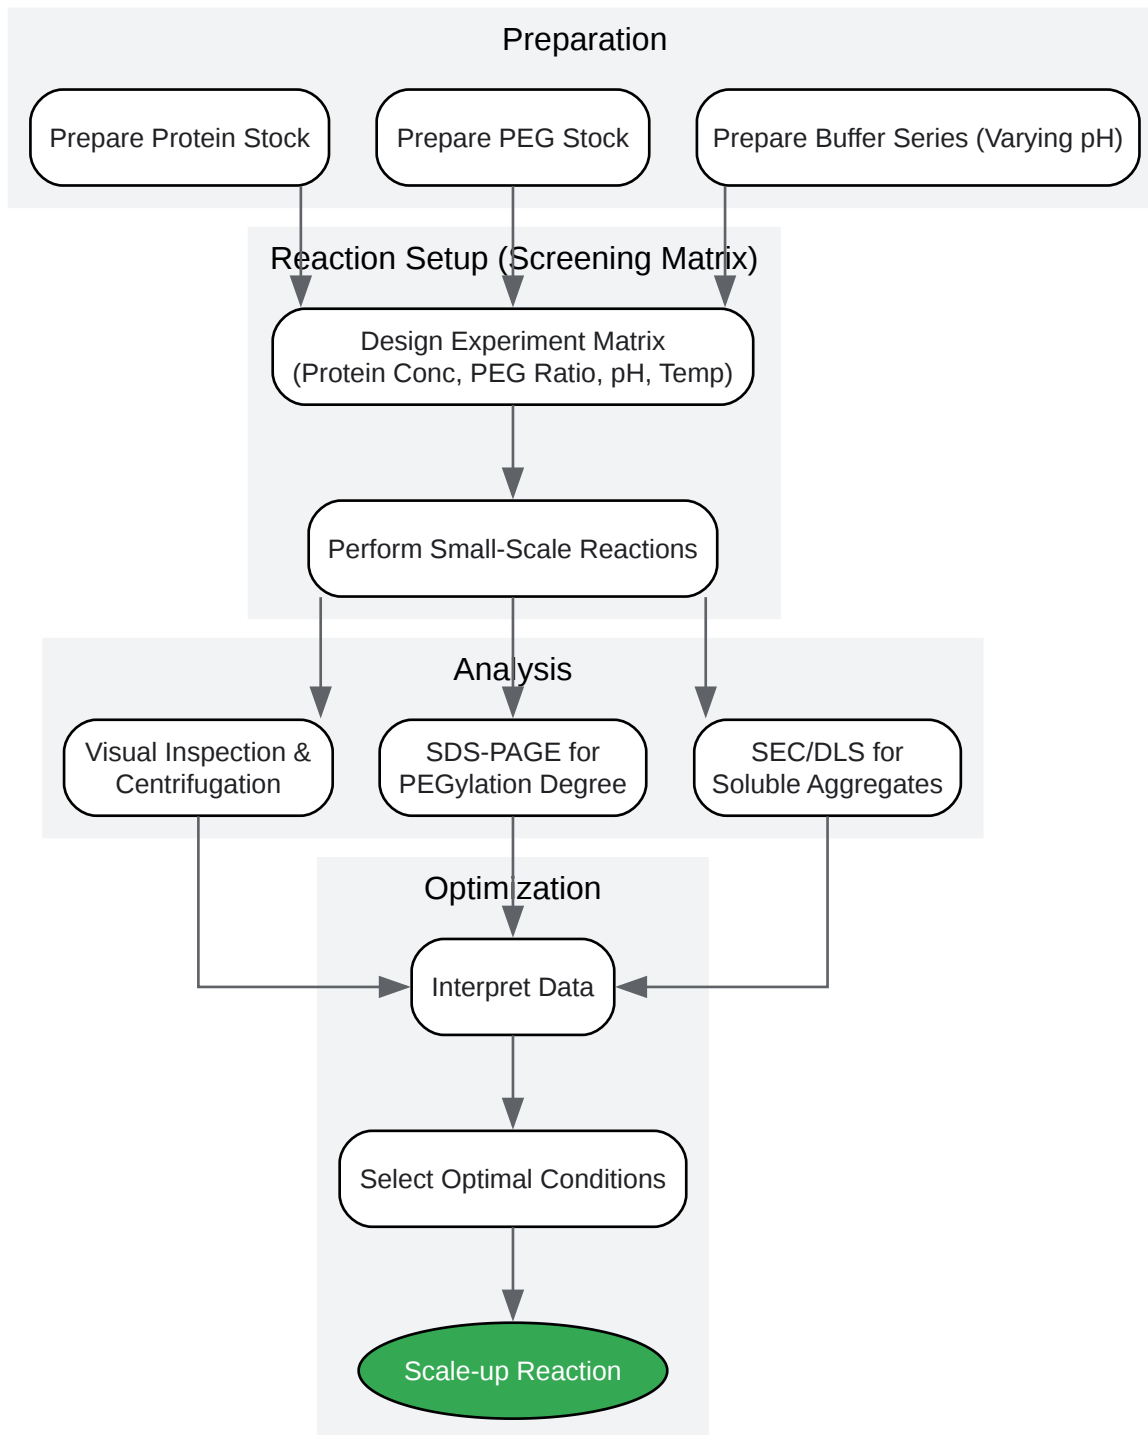 Preparation
Prepare Protein Stock
Prepare PEG Stock
Prepare Buffer Series (Varying pH)
Reaction Setup (Screening Matrix)
Design Experiment Matrix
(Protein Conc, PEG Ratio, pH, Temp)
Perform Small-Scale Reactions
Analysis
Visual Inspection &
Centrifugation
SDS-PAGE for
PEGylation Degree
SEC/DLS for
Soluble Aggregates
Optimization
Interpret Data
Select Optimal Conditions
Scale-up Reaction